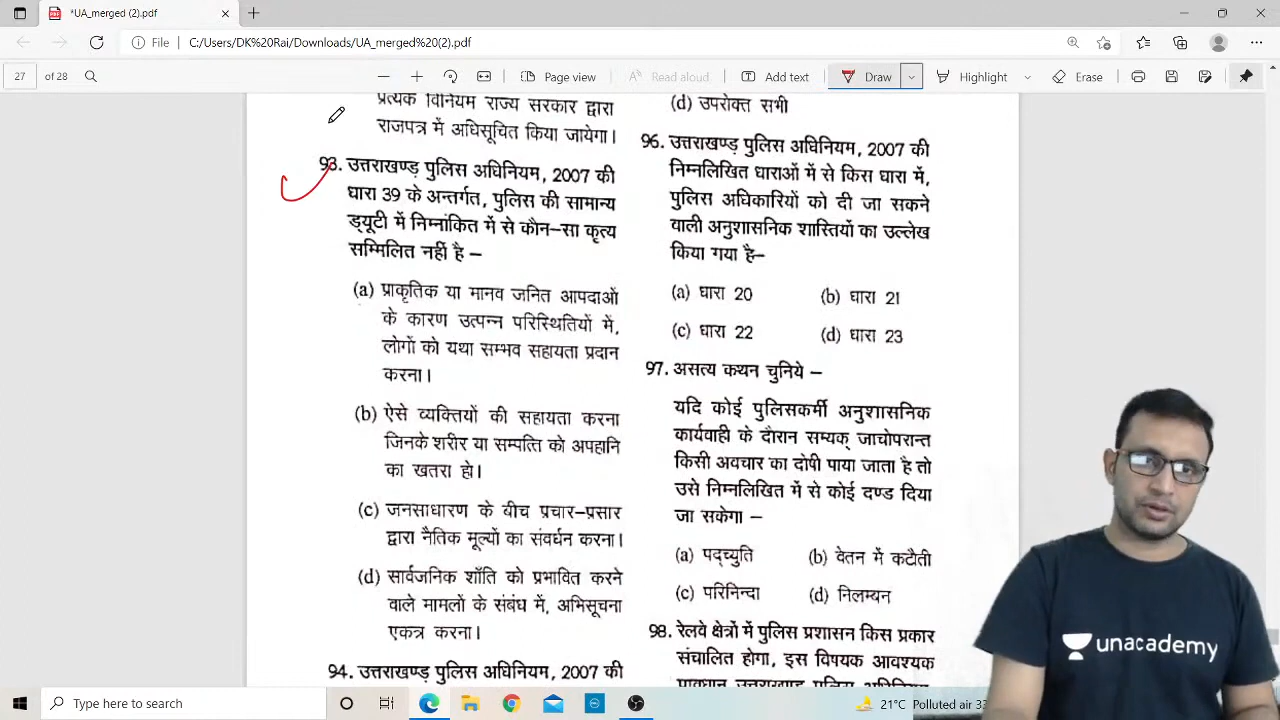 *UA_merged (2).pdf
File
C:/Users/DK%20Rai/Downloads/UA_merged%20(2).pdf
27
of 28
Page view
Read aloud
Add text
Draw
Highlight
Erase
प्रत्येक विनियम राज्य सरकार द्वारा
राजपत्र में अधिसूचित किया जायेगा।
93. उत्तराखण्ड़ पुलिस अधिनियम, 2007 की
धारा 39 के अन्तर्गत, पुलिस की सामान्य
ड्यूटी में निम्नांकित में से कौन-सा कृत्य
सम्मिलित नहीं है –
(a) प्राकृतिक या मानव जनित आपदाओं
के कारण उत्पन्न परिस्थितियों में,
लोगों को यथा सम्भव सहायता प्रदान
करना।
(b) ऐसे व्यक्तियों की सहायता करना
जिनके शरीर या सम्पत्ति को अपहानि
का खतरा हो।
(c) जनसाधारण के बीच प्रचार–प्रसार
द्वारा नैतिक मूल्यों का संवर्धन करना।
(d) सार्वजनिक शाँति को प्रभावित करने
वाले मामलों के संबंध में, अभिसूचना
एकत्र करना।
94. उत्तराखण्ड़ पुलिस अधिनियम, 2007 की
(d) उपरोक्त सभी
96. उत्तराखण्ड़ पुलिस अधिनियम, 2007 की
निम्नलिखित धाराओं में से किस धारा में,
पुलिस अधिकारियों को दी जा सकने
वाली अनुशासनिक शास्तियों का उल्लेख
किया गया है–
(a) धारा 20 (b) धारा 21
(c) धारा 22 (d) धारा 23
97. असत्य कथन चुनिये –
यदि कोई पुलिसकर्मी अनुशासनिक
कार्यवाही के दौरान सम्यक् जाचोपरान्त
किसी अवचार का दोषी पाया जाता है तो
उसे निम्नलिखित में से कोई दण्ड दिया
जा सकेगा –
(a) पद्च्युति (b) वेतन में कटौती
(c) परिनिन्दा (d) निलम्बन
98. रेलवे क्षेत्रों में पुलिस प्रशासन किस प्रकार
संचालित होगा, इस विषयक आवश्यक
unacademy
Type here to search
21°C Polluted air